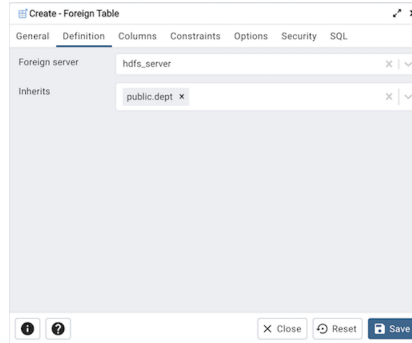 Create - Foreign Table
General Definition Columns Constraints Options Security SQL
Foreign server hdfs_server
Inherits public.dept
Close Reset Save